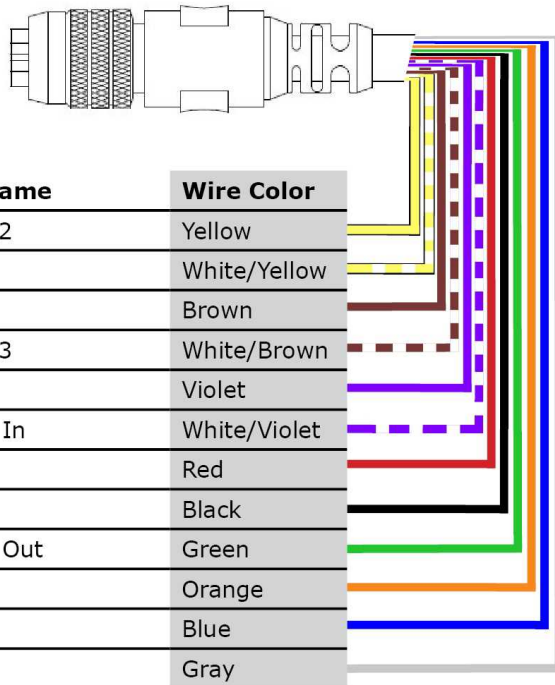 ame Wire Color
2 Yellow
White/Yellow
Brown
3 White/Brown
Violet
In White/Violet
Red
Black
Out Green
Orange
Blue
Gray